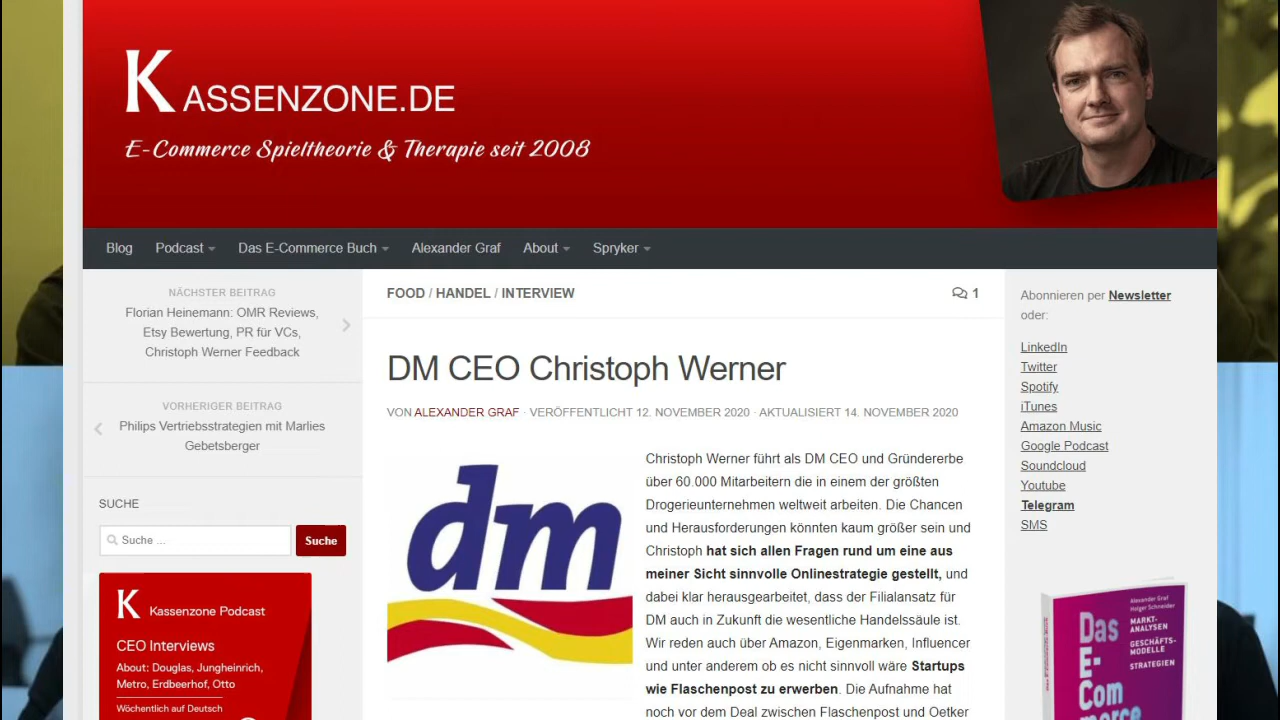 KASSENZONE.DE
E-Commerce Spieltheorie & Therapie seit 2008
Blog Podcast Das E-Commerce Buch Alexander Graf About Spryker
NÄCHSTER BEITRAG
Florian Heinemann: OMR Reviews,
Etsy Bewertung, PR für VCs,
Christoph Werner Feedback
VORHERIGER BEITRAG
Philips Vertriebsstrategien mit Marlies
Gebetsberger
SUCHE
Suche ...
Suche
K Kassenzone Podcast
CEO Interviews
About: Douglas, Jungheinrich,
Metro, Erdbeerhof, Otto
Wöchentlich auf Deutsch
FOOD / HANDEL / INTERVIEW
1
DM CEO Christoph Werner
VON ALEXANDER GRAF · VERÖFFENTLICHT 12. NOVEMBER 2020 · AKTUALISIERT 14. NOVEMBER 2020
dm
Christoph Werner führt als DM CEO und Gründererbe
über 60.000 Mitarbeitern die in einem der größten
Drogerieunternehmen weltweit arbeiten. Die Chancen
und Herausforderungen könnten kaum größer sein und
Christoph hat sich allen Fragen rund um eine aus
meiner Sicht sinnvolle Onlinestrategie gestellt, und
dabei klar herausgearbeitet, dass der Filialansatz für
DM auch in Zukunft die wesentliche Handelssäule ist.
Wir reden auch über Amazon, Eigenmarken, Influencer
und unter anderem ob es nicht sinnvoll wäre Startups
wie Flaschenpost zu erwerben. Die Aufnahme hat
noch vor dem Deal zwischen Flaschenpost und Oetker
Abonnieren per Newsletter
oder:
LinkedIn
Twitter
Spotify
iTunes
Amazon Music
Google Podcast
Soundcloud
Youtube
Telegram
SMS
Alexander Graf
Holger Schneider
Das
E-
Com
merce
MARKT-
ANALYSEN
GESCHÄFTS-
MODELLE
STRATEGIEN